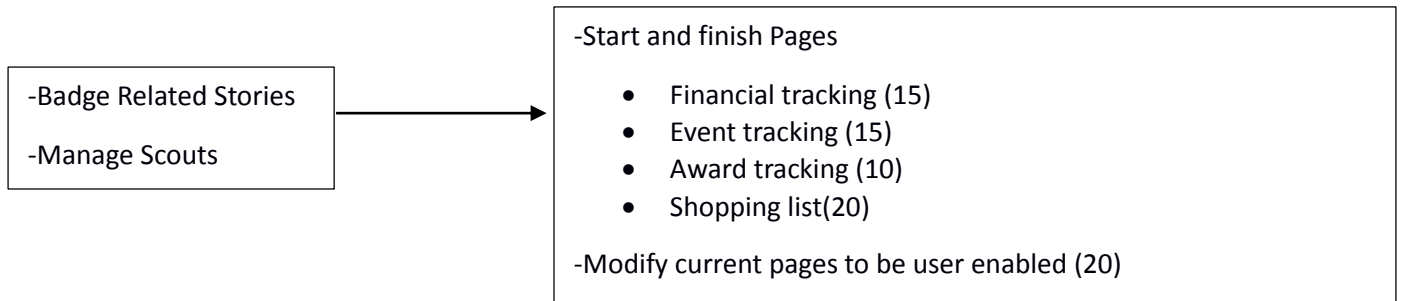 -Badge Related Stories
-Manage Scouts
-Start and finish Pages
• Financial tracking (15)
• Event tracking (15)
• Award tracking (10)
• Shopping list(20)
-Modify current pages to be user enabled (20)